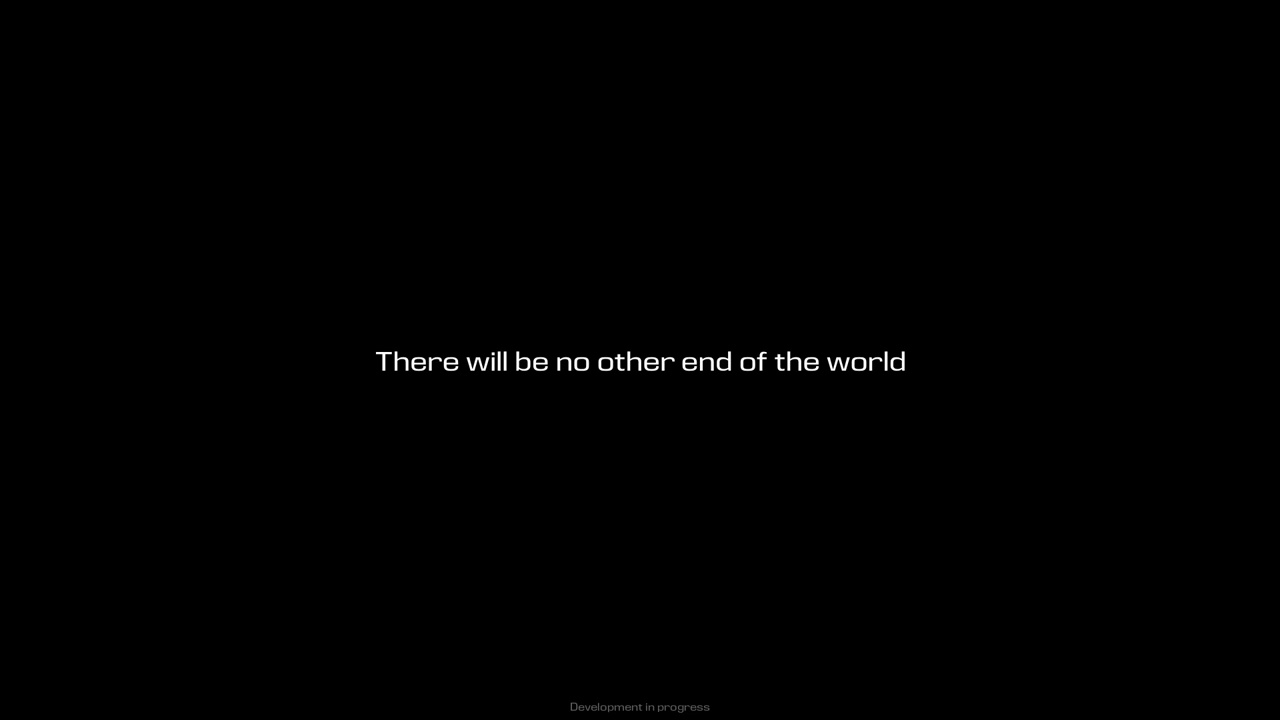 There will be no other end of the world
Development in progress